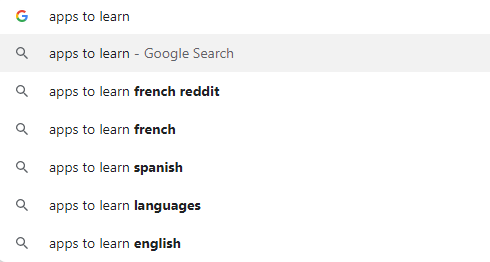 apps to learn
apps to learn - Google Search
apps to learn french reddit
apps to learn french
apps to learn spanish
apps to learn languages
apps to learn english